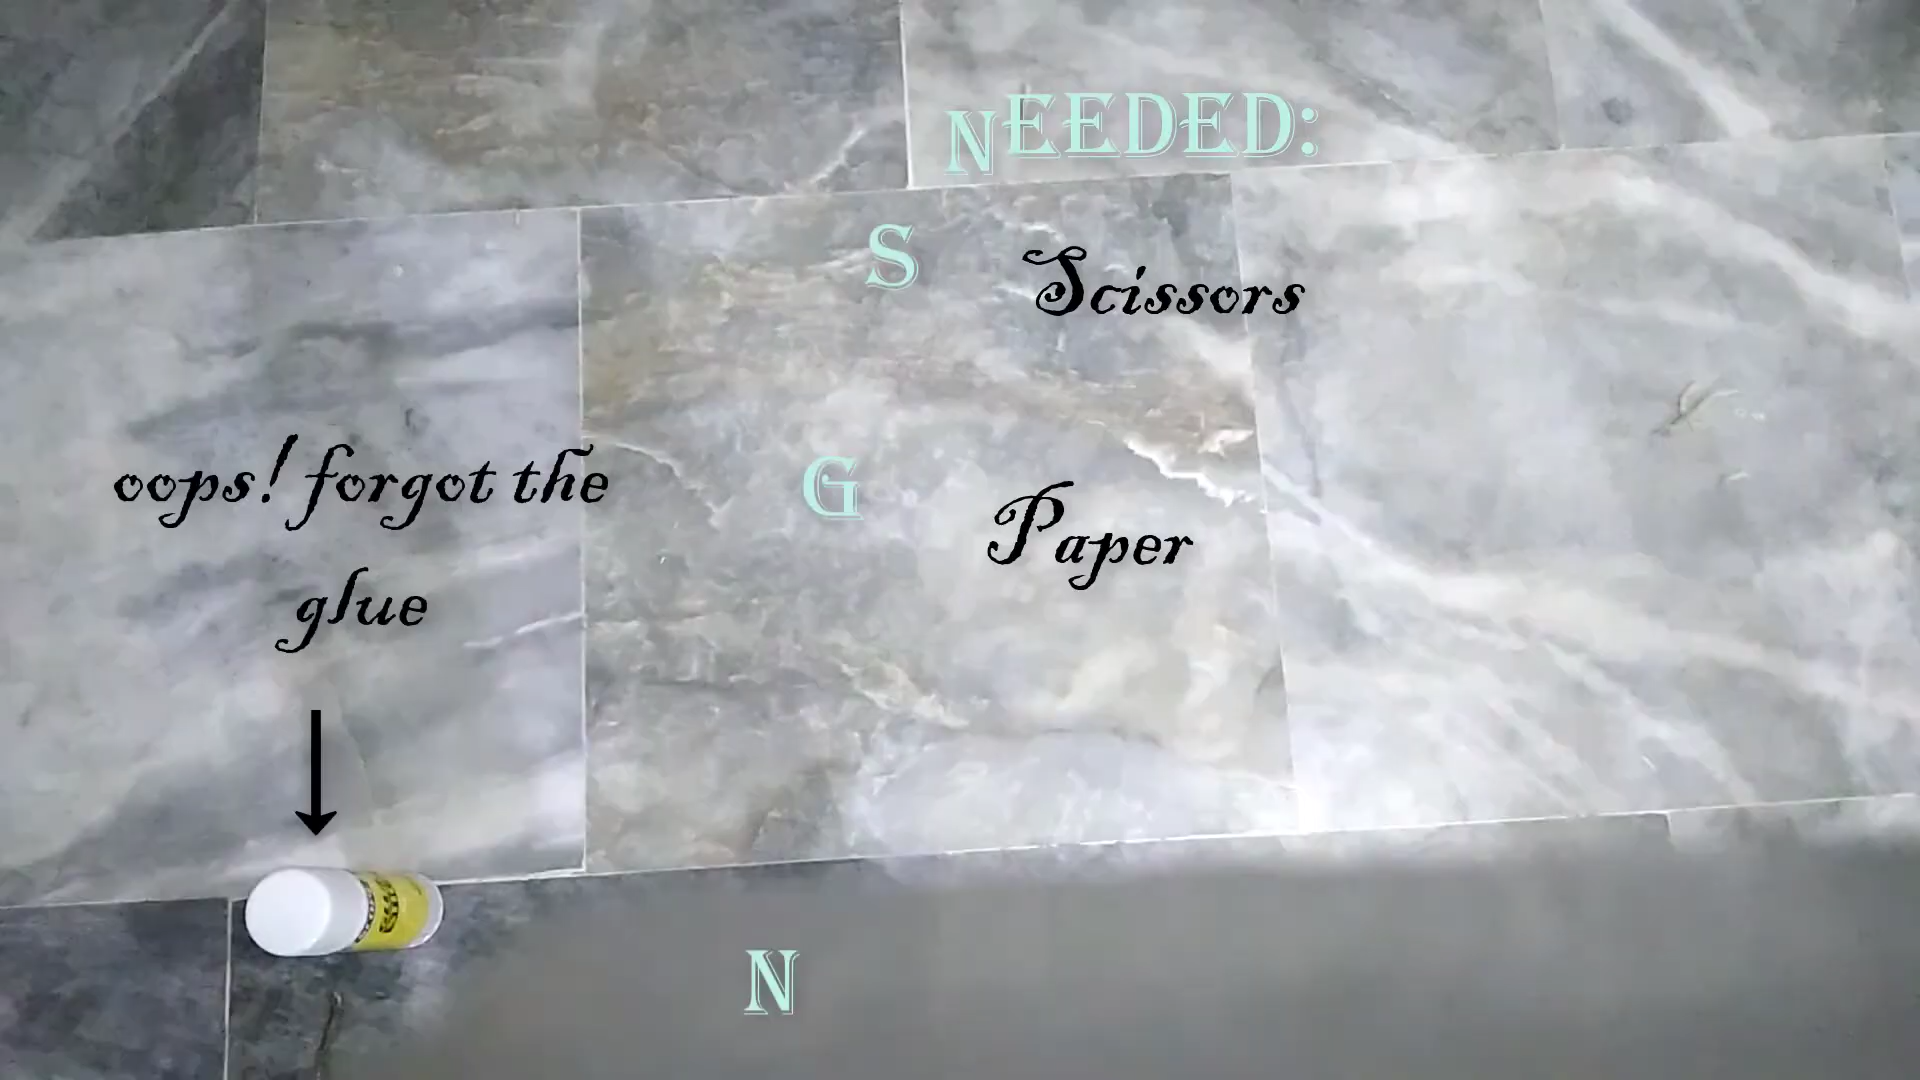 NEEDED:
S
Scissors
G
Paper
oops! forgot the
glue
N